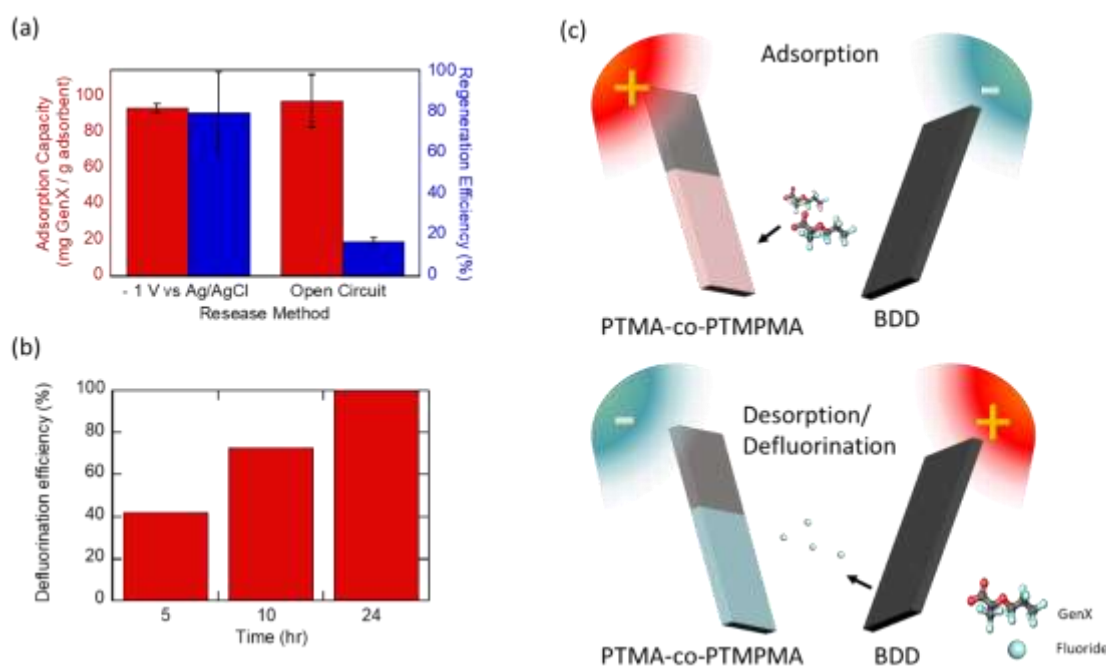 (a)
Adsorption Capacity
(mg GenX / g adsorbent)
100
80
60
40
20
0
100
80
60
40
20
0
Regeneration Efficiency
(%)
- 1 V vs Ag/AgCl
Open Circuit
Resease Method
(b)
Defluorination efficiency (%)
100
80
60
40
20
0
5
10
24
Time (hr)
(c)
Adsorption
+
-
PTMA-co-PTMPMA
BDD
-
Desorption/
Defluorination
+
PTMA-co-PTMPMA
BDD
GenX
Fluoride